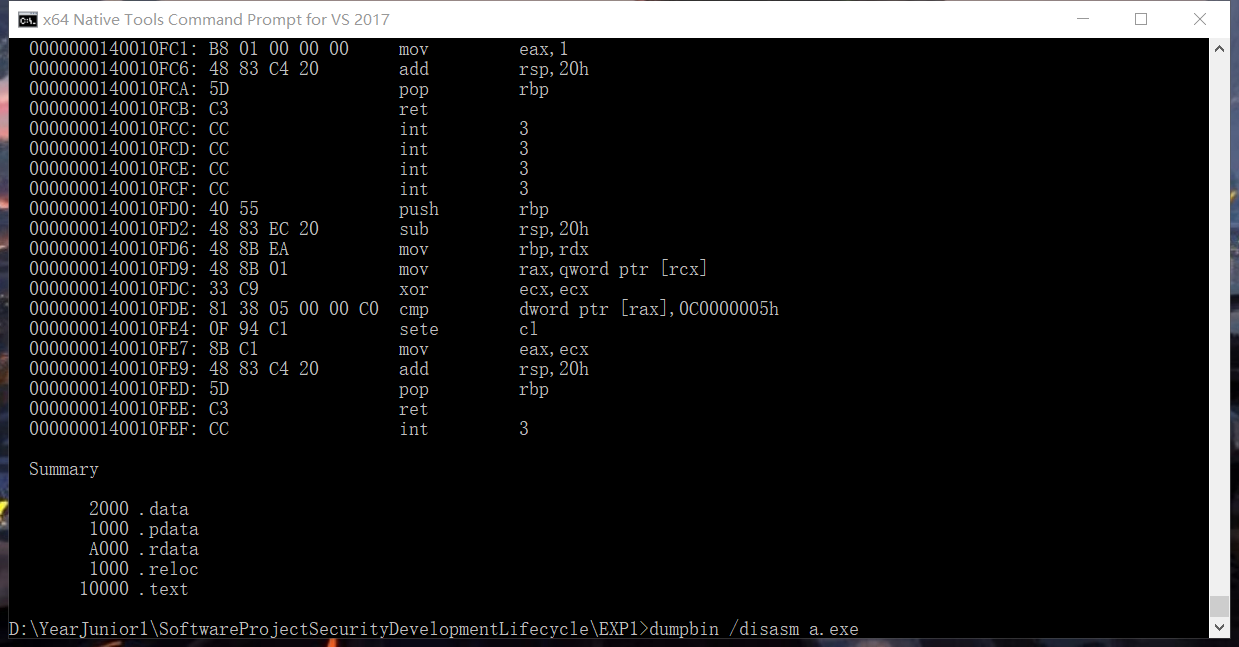 x64 Native Tools Command Prompt for VS 2017
0000000140010FC1: B8 01 00 00 00 mov eax,1
0000000140010FC6: 48 83 C4 20 add rsp,20h
0000000140010FCA: 5D pop rbp
0000000140010FCB: C3 ret
0000000140010FCC: CC int 3
0000000140010FCD: CC int 3
0000000140010FCE: CC int 3
0000000140010FCF: CC int 3
0000000140010FD0: 40 55 push rbp
0000000140010FD2: 48 83 EC 20 sub rsp,20h
0000000140010FD6: 48 8B EA mov rbp,rdx
0000000140010FD9: 48 8B 01 mov rax,qword ptr [rcx]
0000000140010FDC: 33 C9 xor ecx,ecx
0000000140010FDE: 81 38 05 00 00 C0 cmp dword ptr [rax],0C0000005h
0000000140010FE4: 0F 94 C1 sete cl
0000000140010FE7: 8B C1 mov eax,ecx
0000000140010FE9: 48 83 C4 20 add rsp,20h
0000000140010FED: 5D pop rbp
0000000140010FEE: C3 ret
0000000140010FEF: CC int 3
Summary
2000 .data
1000 .pdata
A000 .rdata
1000 .reloc
10000 .text
D:\YearJunior1\SoftwareProjectSecurityDevelopmentLifecycle\EXP1>dumpbin /disasm a.exe